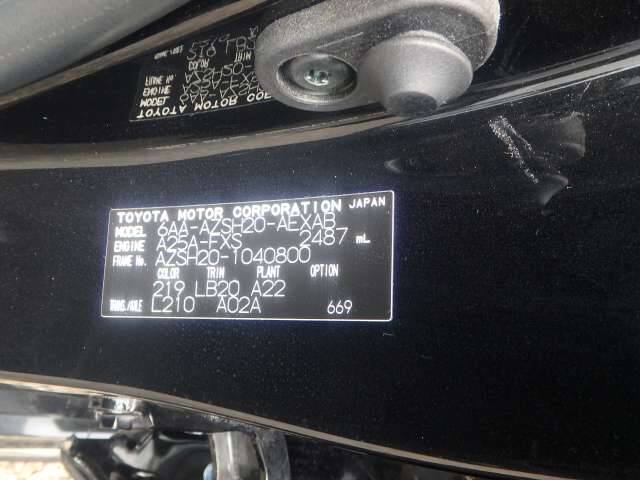 TOYOTA MOTOR CORPORATION JAPAN
MODEL 6AA-AZSH20-AEXAB
ENGINE A25A-FXS 2487 mL
FRAME No. AZSH20-1040800
COLOR TRIM PLANT OPTION
219 LB20 A22
TRANS./AXLE L210 A02A 669